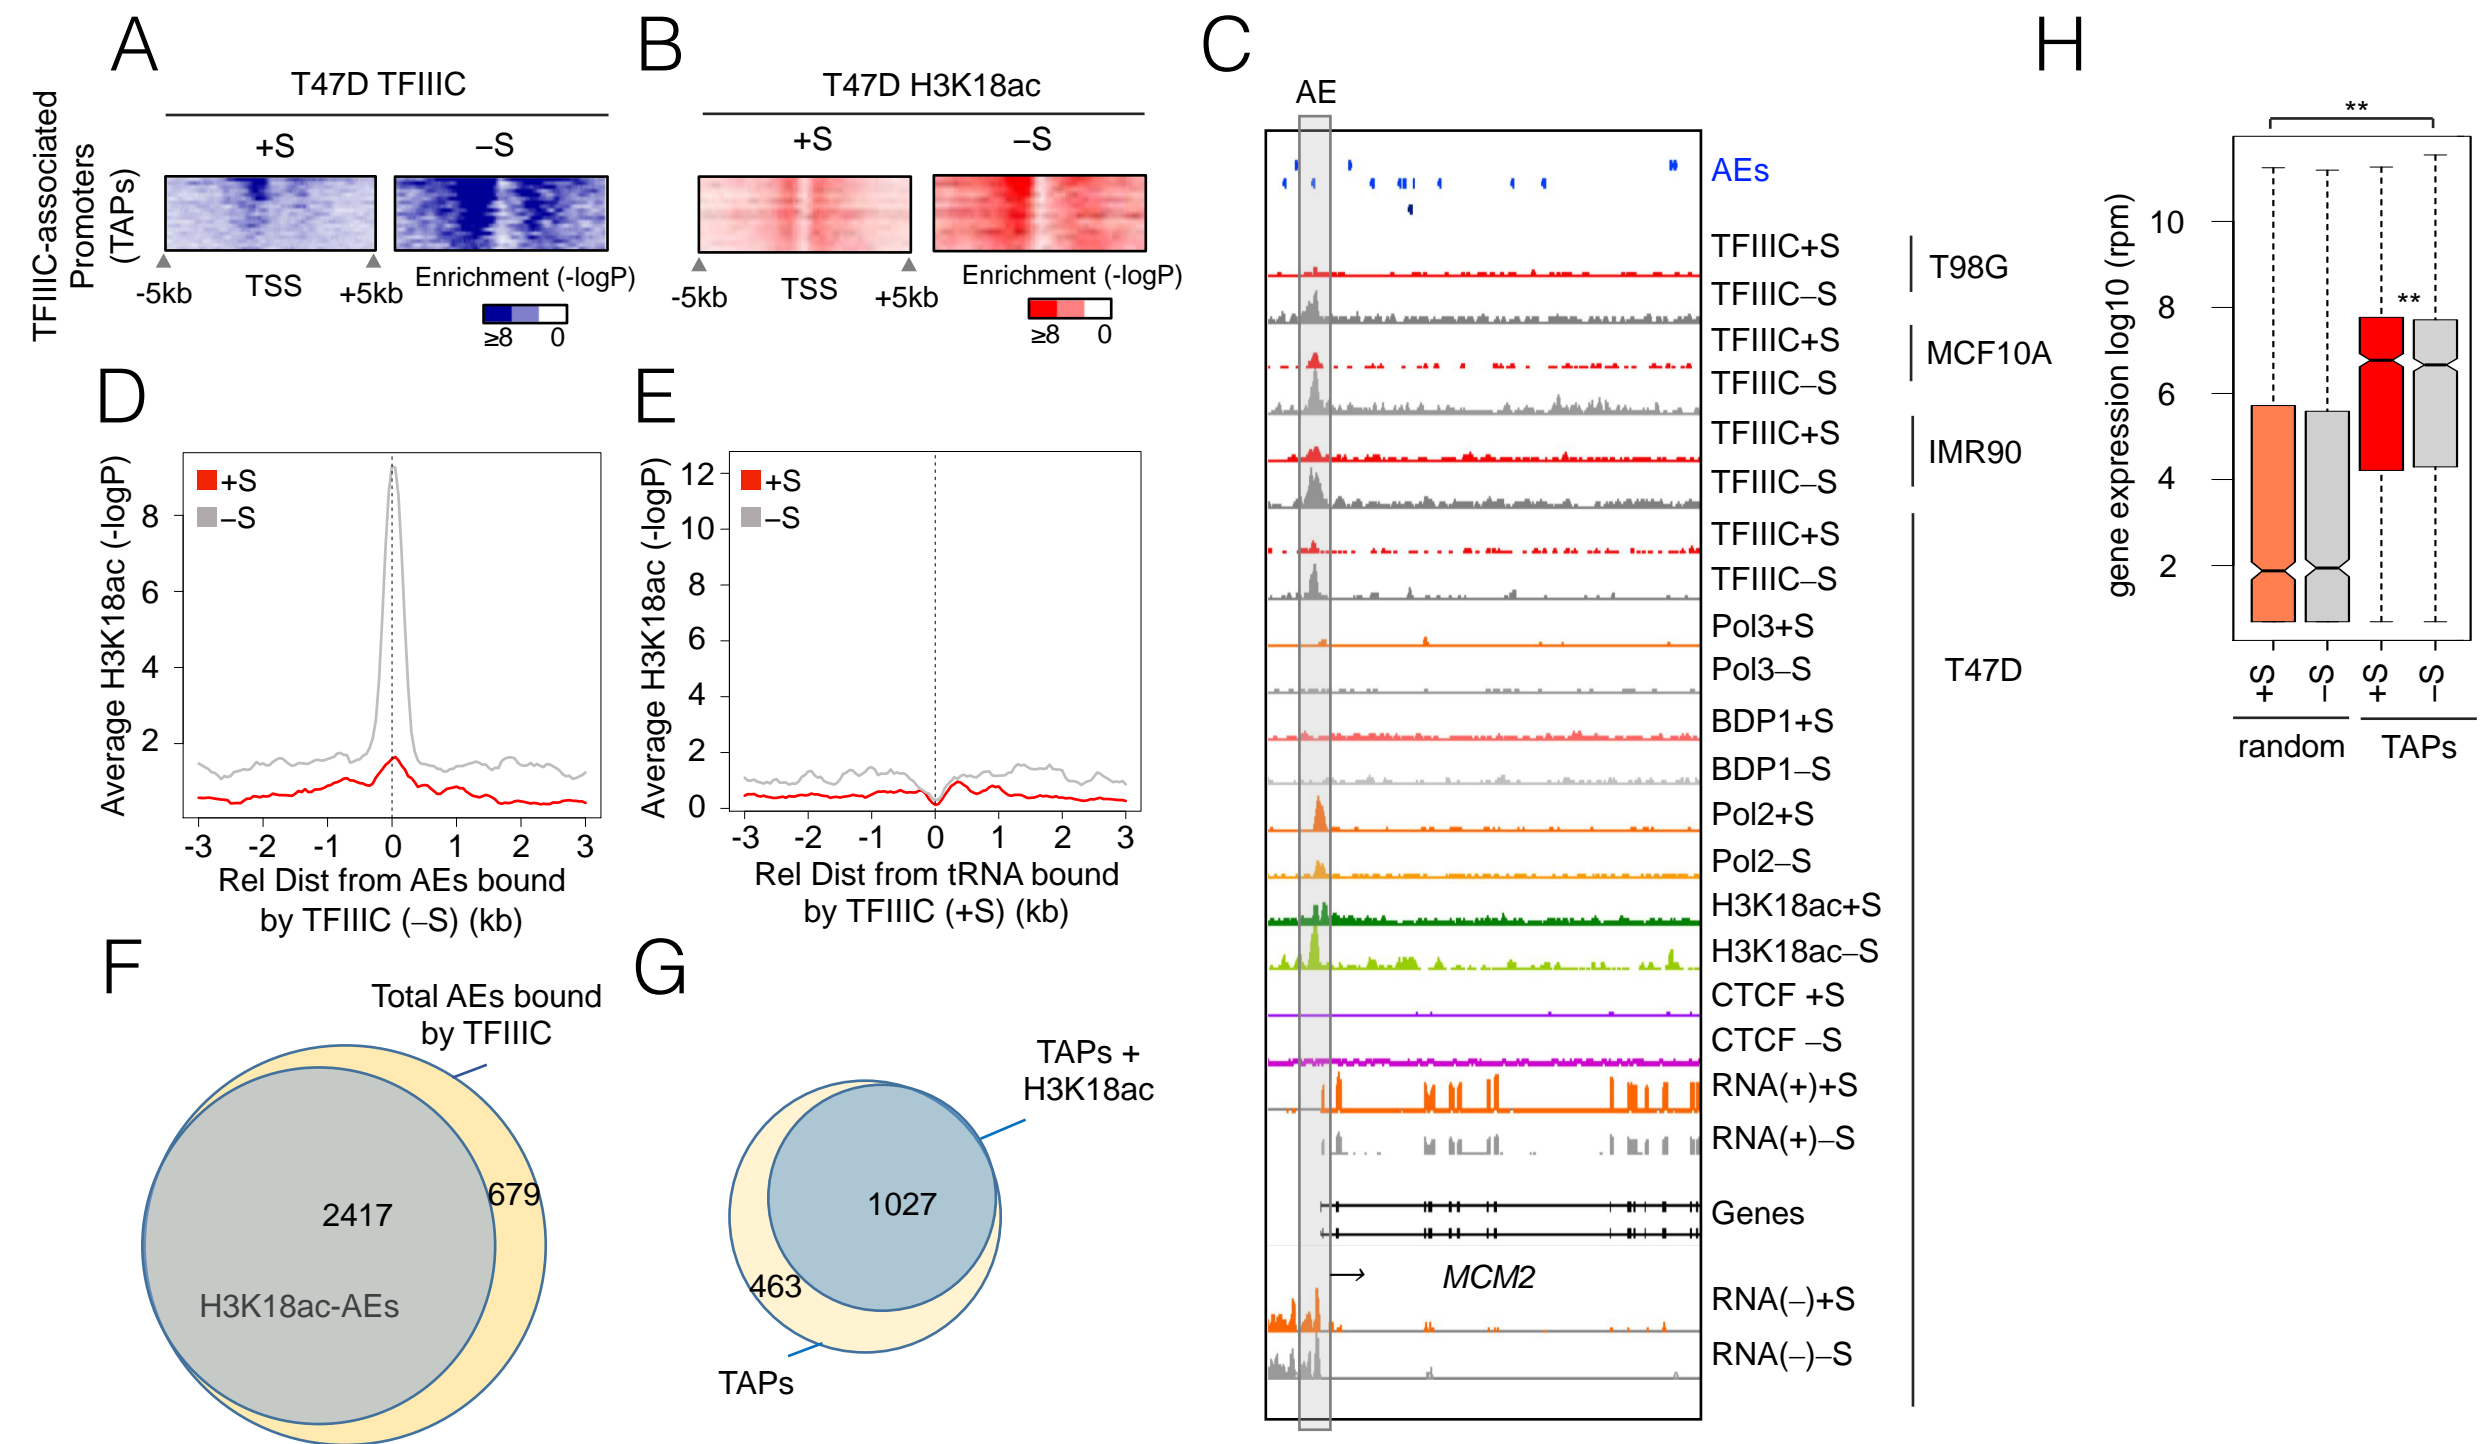 A
T47D TFIIIC
+S
–S
TFIIIC-associated
Promoters
(TAPs)
-5kb
TSS
+5kb
Enrichment (-logP)
≥8
0
B
T47D H3K18ac
+S
–S
-5kb
TSS
+5kb
Enrichment (-logP)
≥8
0
C
AE
AEs
TFIIIC+S
TFIIIC–S
T98G
TFIIIC+S
TFIIIC–S
MCF10A
TFIIIC+S
TFIIIC–S
IMR90
TFIIIC+S
TFIIIC–S
Pol3+S
Pol3–S
BDP1+S
BDP1–S
Pol2+S
Pol2–S
H3K18ac+S
H3K18ac–S
CTCF +S
CTCF –S
RNA(+)+S
RNA(+)–S
Genes
MCM2
RNA(–)+S
RNA(–)–S
T47D
D
+S
–S
Average H3K18ac (-logP)
8
6
4
2
-3 -2 -1 0 1 2 3
Rel Dist from AEs bound
by TFIIIC (–S) (kb)
E
+S
–S
Average H3K18ac (-logP)
12
10
8
6
4
2
0
-3 -2 -1 0 1 2 3
Rel Dist from tRNA bound
by TFIIIC (+S) (kb)
F
Total AEs bound
by TFIIIC
2417
679
H3K18ac-AEs
G
TAPs +
H3K18ac
1027
463
TAPs
H
**
**
gene expression log10 (rpm)
10
8
6
4
2
+S
–S
+S
–S
random
TAPs